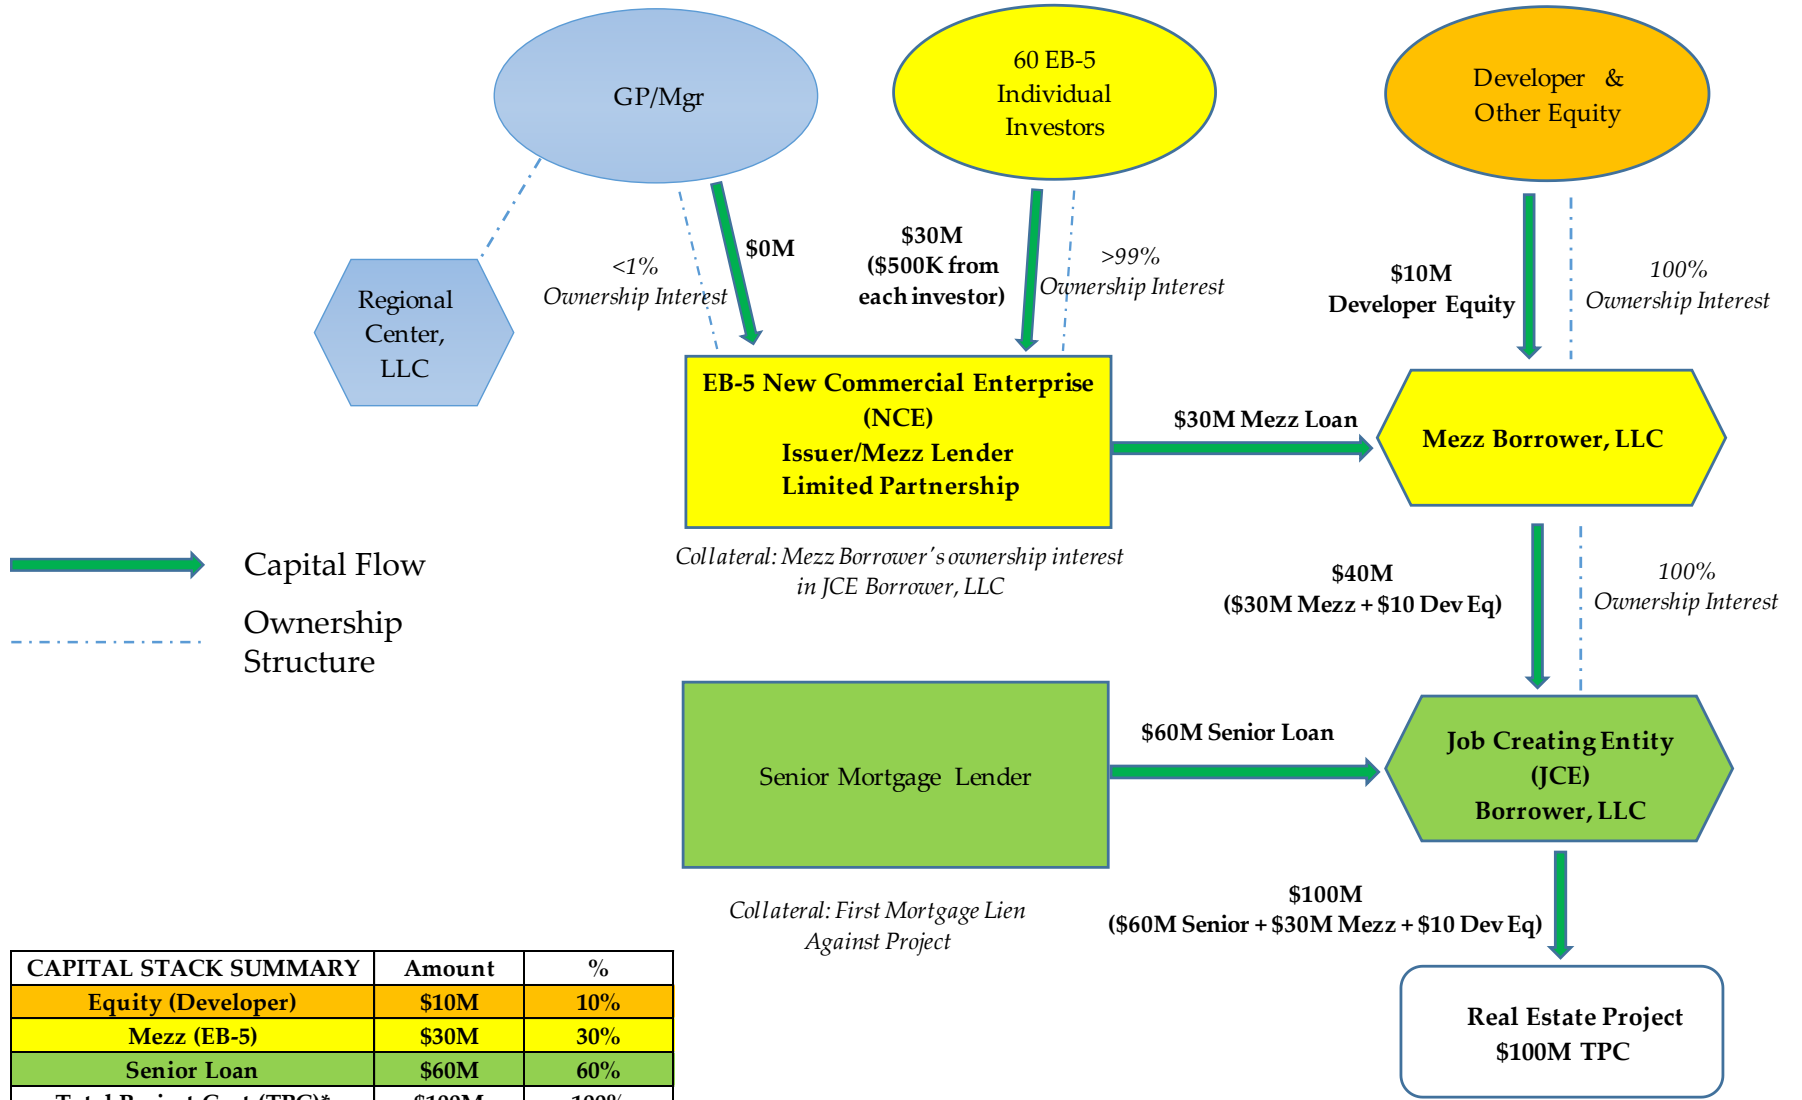 GP/Mgr
60 EB-5
Individual
Investors
Developer &
Other Equity
Regional
Center,
LLC
<1%
Ownership Interest
$0M
$30M
($500K from
each investor)
>99%
Ownership Interest
$10M
Developer Equity
100%
Ownership Interest
EB-5 New Commercial Enterprise
(NCE)
Issuer/Mezz Lender
Limited Partnership
$30M Mezz Loan
Mezz Borrower, LLC
Collateral: Mezz Borrower's ownership interest
in JCE Borrower, LLC
Capital Flow
Ownership
Structure
$40M
($30M Mezz + $10 Dev Eq)
100%
Ownership Interest
Senior Mortgage Lender
$60M Senior Loan
Job Creating Entity
(JCE)
Borrower, LLC
Collateral: First Mortgage Lien
Against Project
$100M
($60M Senior + $30M Mezz + $10 Dev Eq)
Real Estate Project
$100M TPC
CAPITAL STACK SUMMARY Amount %
Equity (Developer) $10M 10%
Mezz (EB-5) $30M 30%
Senior Loan $60M 60%
Total Project Cost (TPC)* $100M 100%